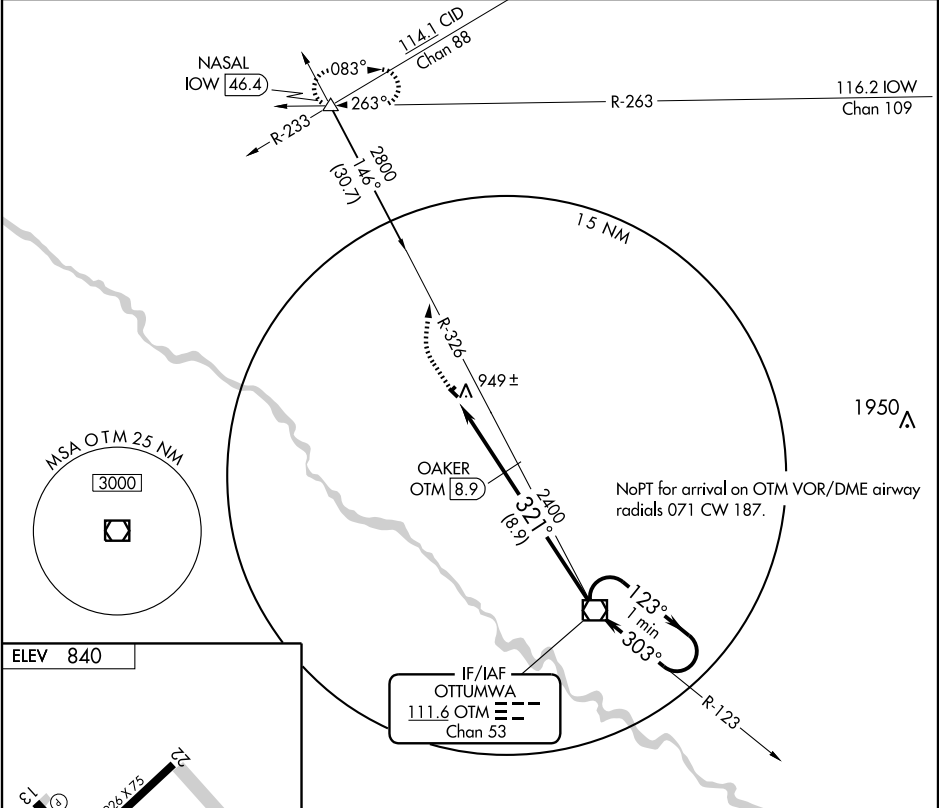 114.1 CID
Chan 88
NASAL
IOW 46.4
083°
263°
R-263
116.2 IOW
Chan 109
R-233
2800
146°
(30.7)
15 NM
R-326
949±
1950
MSA OTM 25 NM
3000
OAKER
OTM 8.9
2400
321°
(8.9)
NoPT for arrival on OTM VOR/DME airway
radials 071 CW 187.
123°
1 min
303°
R-123
IF/IAF
OTTUMWA
111.6 OTM
Chan 53
ELEV 840
22
13
P